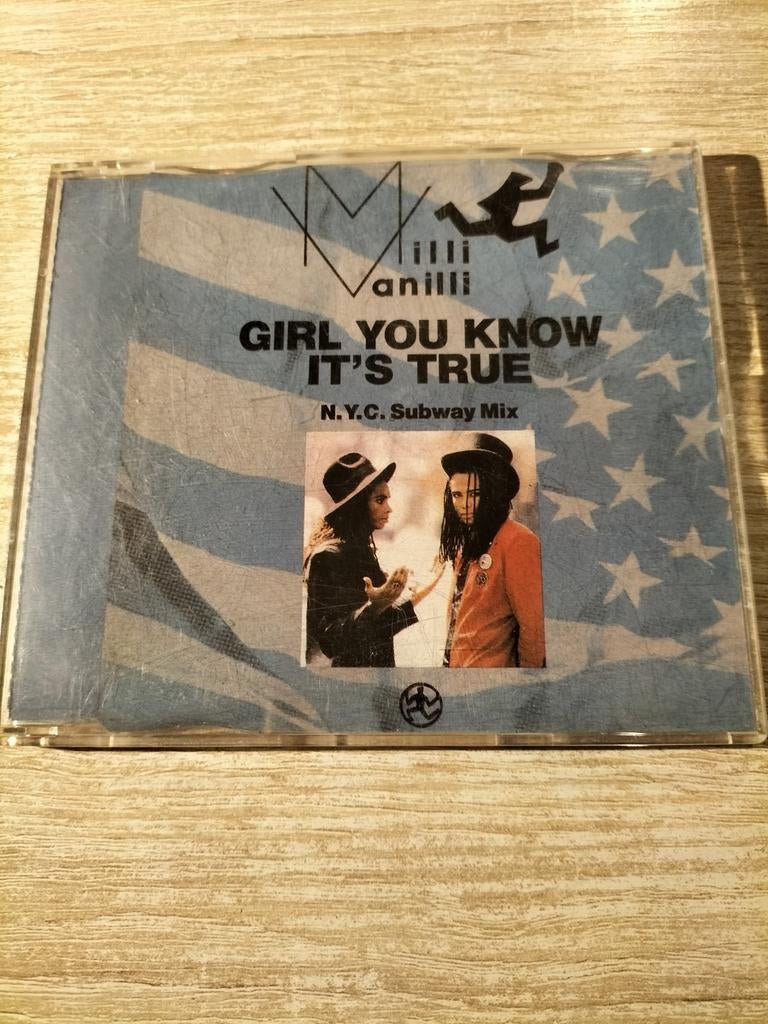 Milli
Vanilli
GIRL YOU KNOW
IT'S TRUE
N.Y.C. Subway Mix